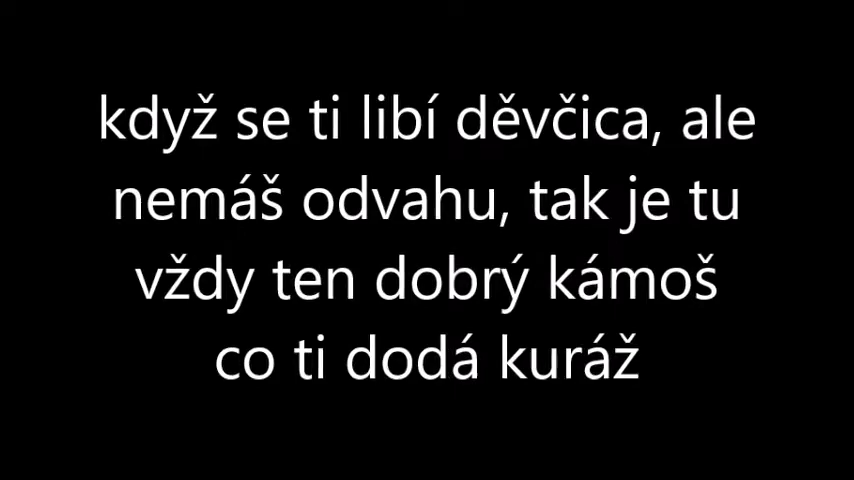 když se ti libí děvčica, ale
nemáš odvahu, tak je tu
vždy ten dobrý kámoš
co ti dodá kuráž